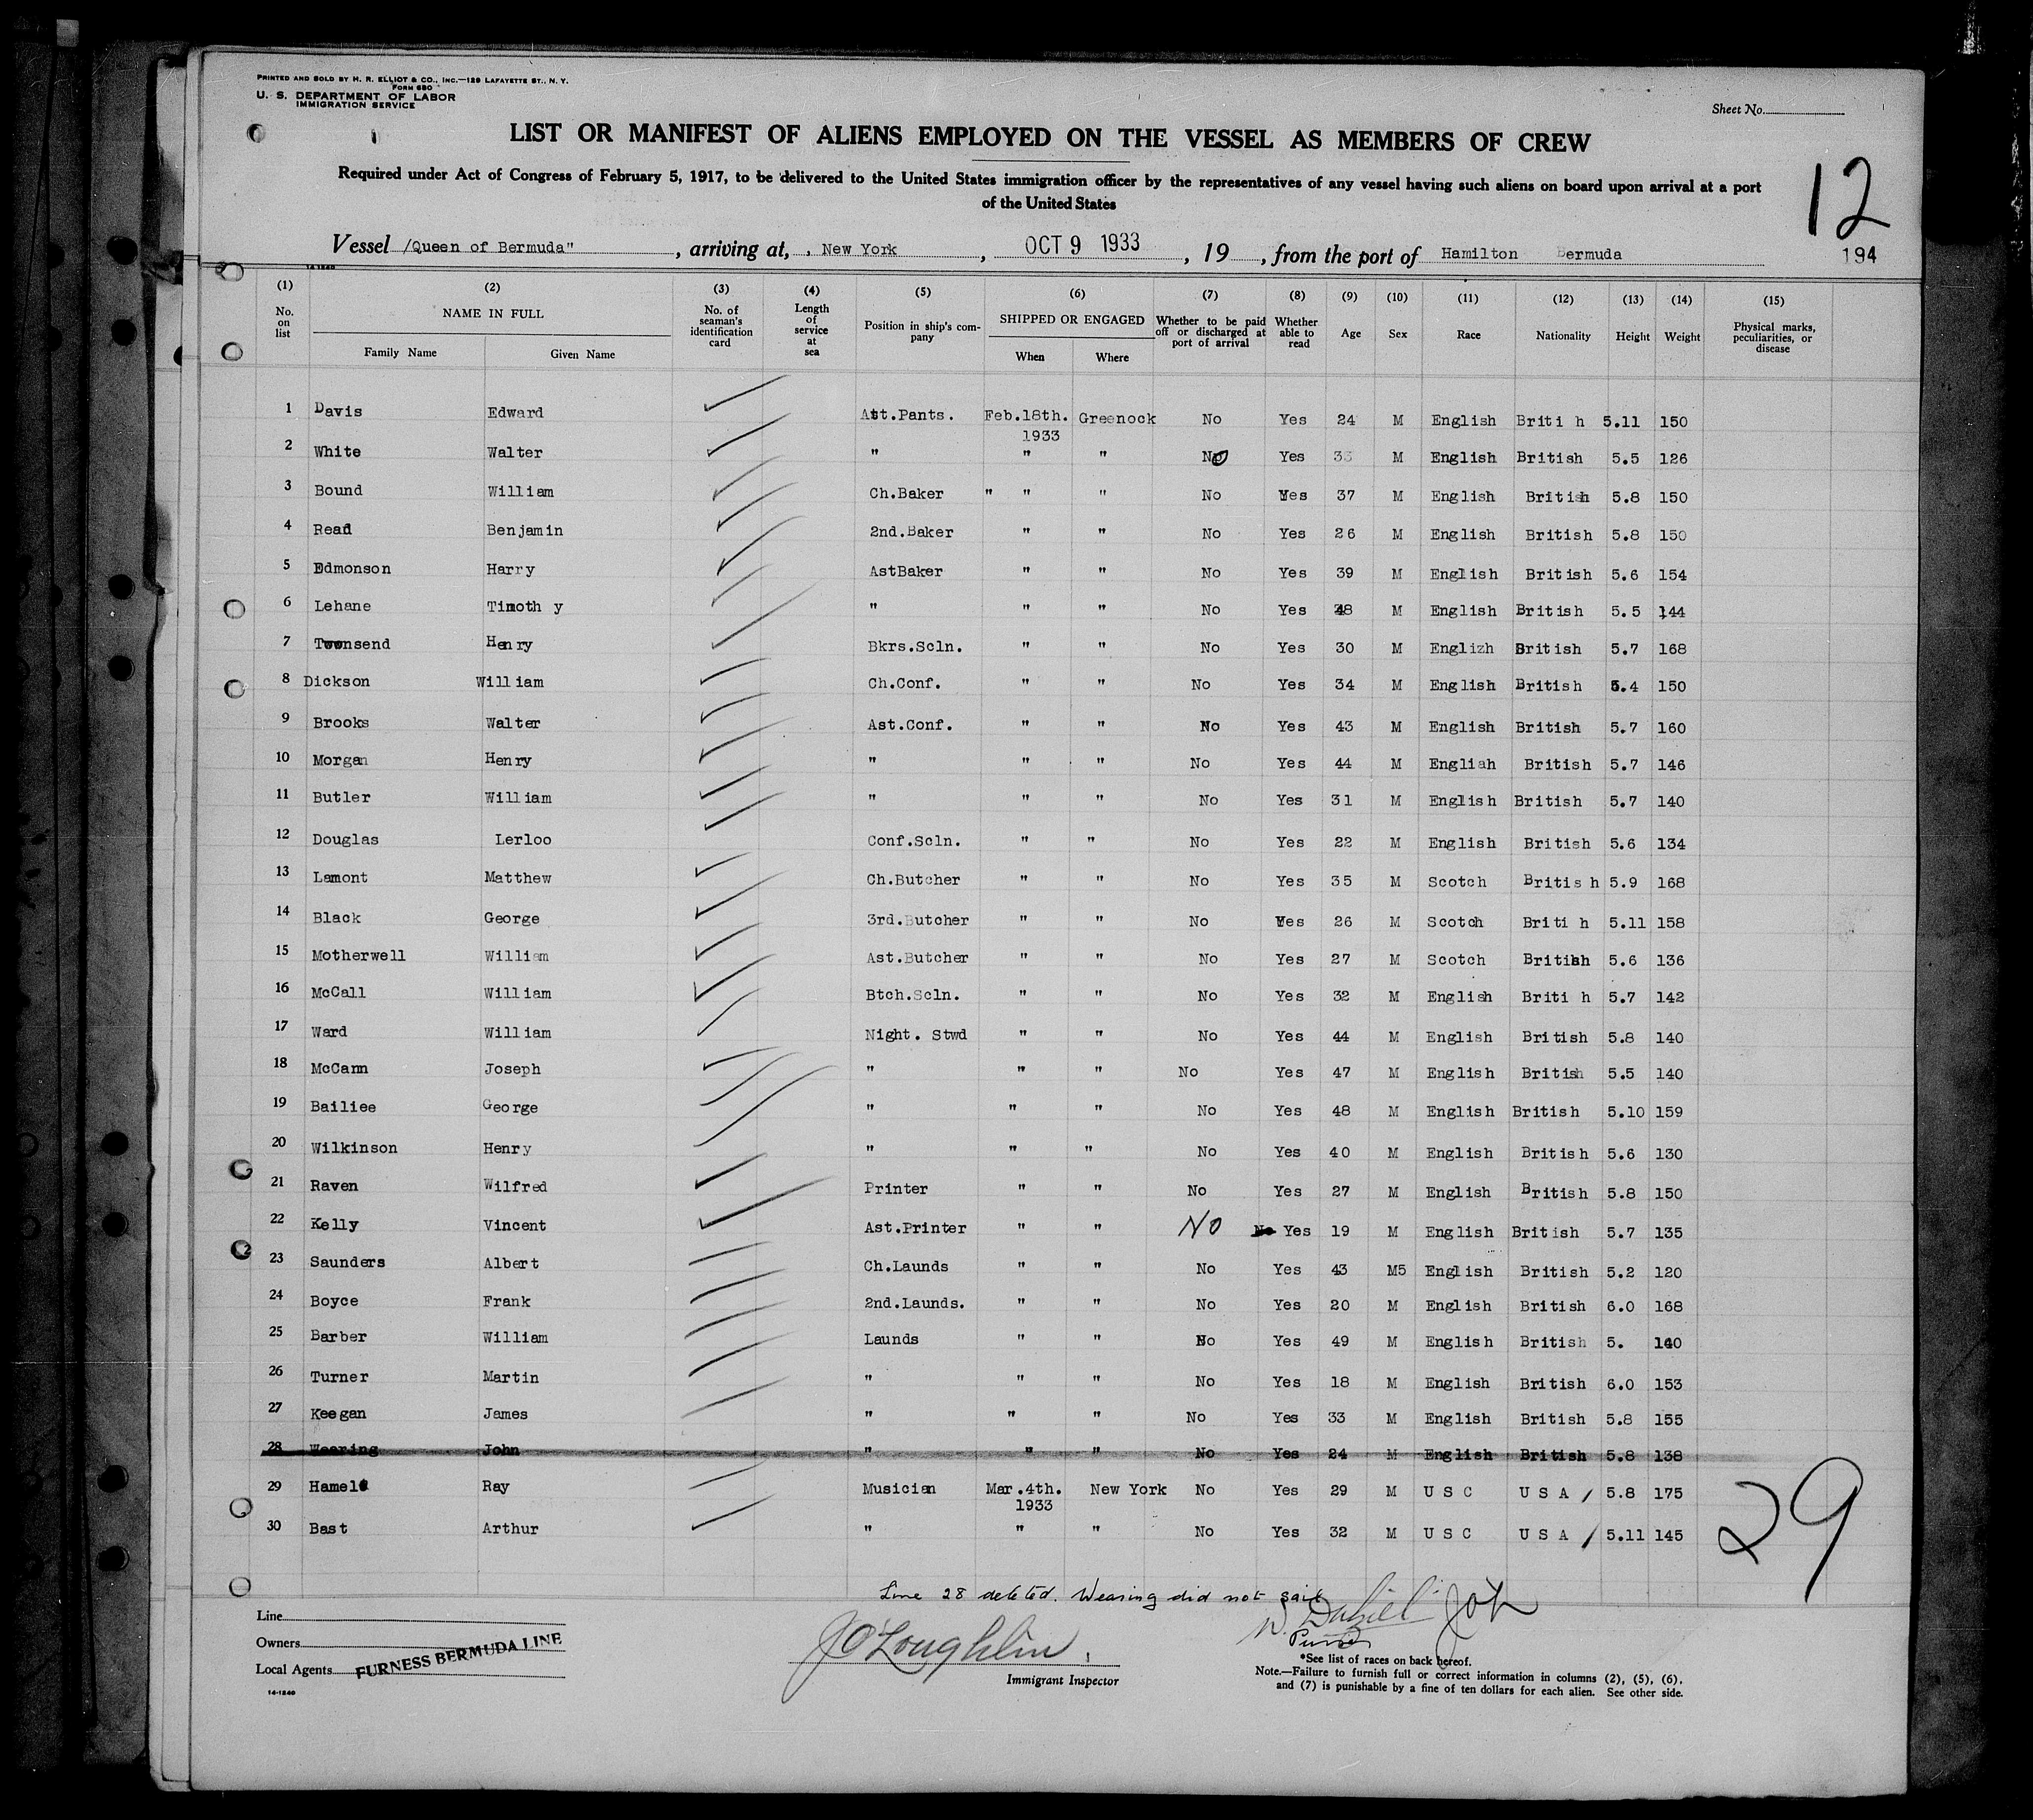 PRINTED AND SOLD BY H. R. ELLIOT & CO., INC.—129 LAFAYETTE ST., N. Y.
FORM 680
U. S. DEPARTMENT OF LABOR
IMMIGRATION SERVICE
Sheet No.
LIST OR MANIFEST OF ALIENS EMPLOYED ON THE VESSEL AS MEMBERS OF CREW
Required under Act of Congress of February 5, 1917, to be delivered to the United States immigration officer by the representatives of any vessel having such aliens on board upon arrival at a port
of the United States
12
Vessel /Queen of Bermuda" , arriving at, , New York , OCT 9 1933 , 19 , from the port of Hamilton Bermuda 194
14-1240
(1) (2) (3) (4) (5) (6) (7) (8) (9) (10) (11) (12) (13) (14) (15)
No. on list NAME IN FULL Family Name Given Name No. of seaman's identification card Length of service at sea Position in ship's company SHIPPED OR ENGAGED When Where Whether to be paid off or discharged at port of arrival Whether able to read Age Sex Race Nationality Height Weight Physical marks, peculiarities, or disease
1 Davis Edward Ast.Pants. Feb.18th. 1933 Greenock No Yes 24 M English Briti h 5.11 150
2 White Walter " " " No Yes 33 M English British 5.5 126
3 Bound William Ch.Baker " " " No Yes 37 M English British 5.8 150
4 Read Benjamin 2nd.Baker " " No Yes 26 M English British 5.8 150
5 Edmonson Harry AstBaker " " No Yes 39 M English British 5.6 154
6 Lehane Timoth y " " " No Yes 28 M English British 5.5 144
7 Townsend Henry Bkrs.Scln. " " No Yes 30 M Englizh British 5.7 168
8 Dickson William Ch.Conf. " " No Yes 34 M English British 5.4 150
9 Brooks Walter Ast.Conf. " " No Yes 43 M English British 5.7 160
10 Morgan Henry " " " No Yes 44 M Engliah British 5.7 146
11 Butler William " " " No Yes 31 M English British 5.7 140
12 Douglas Lerloo Conf.Scln. " " No Yes 22 M English British 5.6 134
13 Lamont Matthew Ch.Butcher " " No Yes 35 M Scotch Britis h 5.9 168
14 Black George 3rd.Butcher " " No Yes 26 M Scotch Briti h 5.11 158
15 Motherwell William Ast.Butcher " " No Yes 27 M Scotch British 5.6 136
16 McCall William Btch.Scln. " " No Yes 32 M English Briti h 5.7 142
17 Ward William Night. Stwd " " No Yes 44 M English British 5.8 140
18 McCann Joseph " " " No Yes 47 M English British 5.5 140
19 Bailiee George " " " No Yes 48 M English British 5.10 159
20 Wilkinson Henry " " " No Yes 40 M English British 5.6 130
21 Raven Wilfred Printer " " No Yes 27 M English British 5.8 150
22 Kelly Vincent Ast.Printer " " NO No Yes 19 M English British 5.7 135
23 Saunders Albert Ch.Launds " " No Yes 43 M5 English British 5.2 120
24 Boyce Frank 2nd.Launds. " " No Yes 20 M English British 6.0 168
25 Barber William Launds " " No Yes 49 M English British 5. 140
26 Turner Martin " " " No Yes 18 M English British 6.0 153
27 Keegan James " " " No Yes 33 M English British 5.8 155
28 Wearing John " " " No Yes 24 M English British 5.8 138
29 Hamel Ray Musician Mar.4th. 1933 New York No Yes 29 M U S C U S A / 5.8 175
30 Bast Arthur " " " No Yes 32 M U S C U S A / 5.11 145
29
Line 28 deleted. Wearing did not sail
Line
Owners
Local Agents FURNESS BERMUDA LINE
14-1240
JO'Loughlin
Immigrant Inspector
Purser
*See list of races on back hereof.
Note.—Failure to furnish full or correct information in columns (2), (5), (6),
and (7) is punishable by a fine of ten dollars for each alien. See other side.